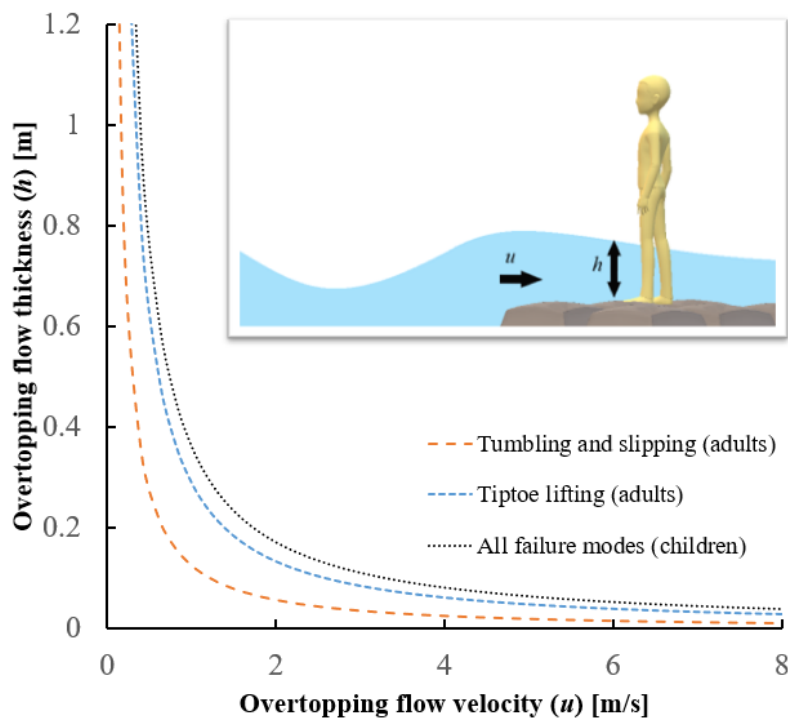 1.2
1
0.8
0.6
0.4
0.2
0
Overtopping flow thickness (h) [m]
u
h
Tumbling and slipping (adults)
Tiptoe lifting (adults)
All failure modes (children)
0 2 4 6 8
Overtopping flow velocity (u) [m/s]